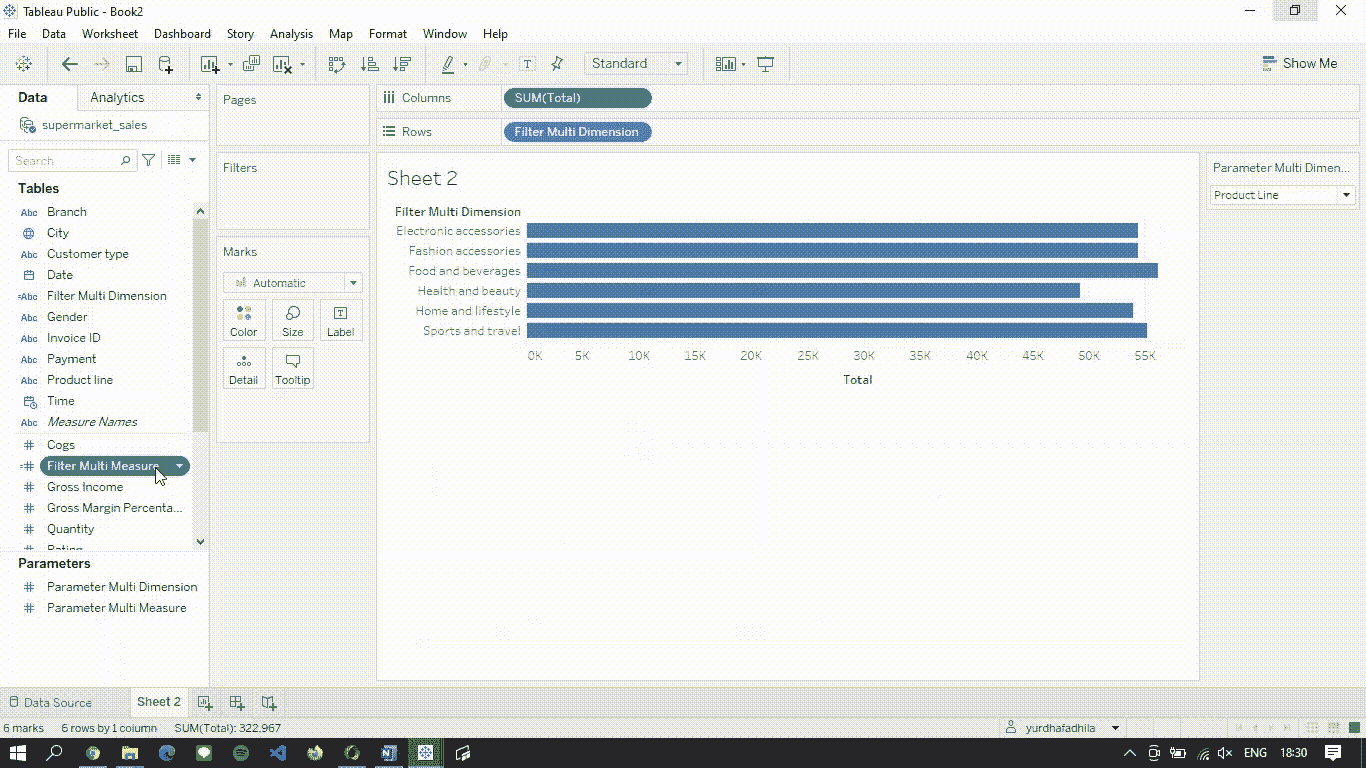 Tableau Public - Book2
File Data Worksheet Dashboard Story Analysis Map Format Window Help
Standard
Show Me
Data Analytics
supermarket_sales
Search
Tables
Abc Branch
City
Abc Customer type
Date
=Abc Filter Multi Dimension
Abc Gender
Abc Invoice ID
Abc Payment
Abc Product line
Time
Abc Measure Names
# Cogs
=# Filter Multi Measure
# Gross Income
# Gross Margin Percenta...
# Quantity
# Rating
Parameters
# Parameter Multi Dimension
# Parameter Multi Measure
Pages
Filters
Marks
Automatic
Color Size Label
Detail Tooltip
Columns SUM(Total)
Rows Filter Multi Dimension
Sheet 2
Filter Multi Dimension
Electronic accessories
Fashion accessories
Food and beverages
Health and beauty
Home and lifestyle
Sports and travel
0K 5K 10K 15K 20K 25K 30K 35K 40K 45K 50K 55K
Total
Parameter Multi Dimen...
Product Line
Data Source Sheet 2
6 marks 6 rows by 1 column SUM(Total): 322,967
yurdhafadhila
ENG 18:30